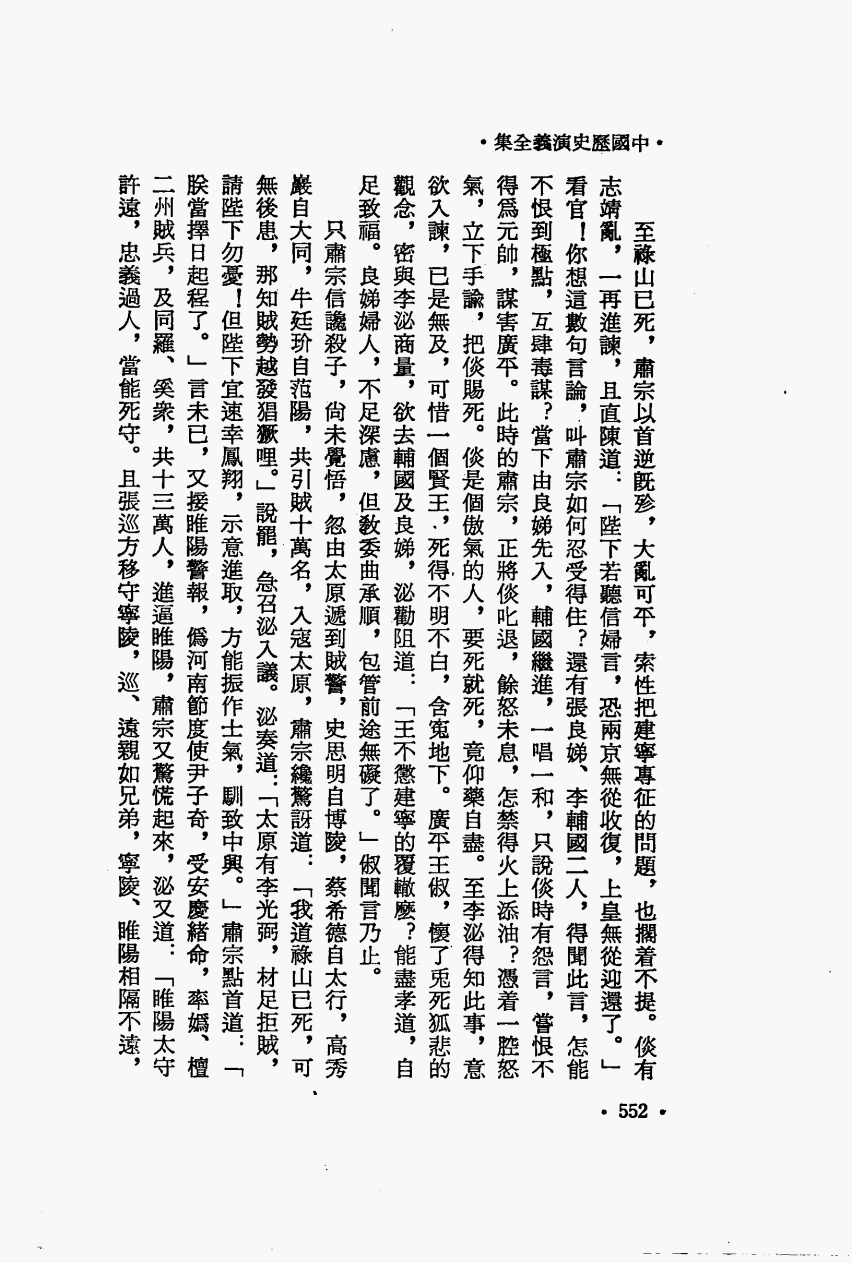 •中國歷史演義全集•
至祿山已死，肅宗以首逆旣殄，大亂可平，索性把建寧專征的問題，也擱着不提。倓有
志靖亂，一再進諫，且直陳道：「陛下若聽信婦言，恐兩京無從收復，上皇無從迎還了。」
看官！你想這數句言論，叫肅宗如何忍受得住？還有張良娣、李輔國二人，得聞此言，怎能
不恨到極點，互肆毒謀？當下由良娣先入，輔國繼進，一唱一和，只說倓時有怨言，嘗恨不
得爲元帥，謀害廣平。此時的肅宗，正將倓叱退，餘怒未息，怎禁得火上添油？憑着一腔怒
氣，立下手諭，把倓賜死。倓是個傲氣的人，要死就死，竟仰藥自盡。至李泌得知此事，意
欲入諫，已是無及，可惜一個賢王，死得不明不白，含寃地下。廣平王俶，懷了兎死狐悲的
觀念，密與李泌商量，欲去輔國及良娣，泌勸阻道：「王不懲建寧的覆轍麼？能盡孝道，自
足致福。良娣婦人，不足深慮，但敎委曲承順，包管前途無礙了。」俶聞言乃止。
只肅宗信讒殺子，尙未覺悟，忽由太原遞到賊警，史思明自博陵，蔡希德自太行，高秀
巖自大同，牛廷玠自范陽，共引賊十萬名，入寇太原，肅宗纔驚訝道：「我道祿山已死，可
無後患，那知賊勢越發猖獗哩。」說罷，急召泌入議。泌奏道：「太原有李光弼，材足拒賊，
請陛下勿憂！但陛下宜速幸鳳翔，示意進取，方能振作士氣，馴致中興。」肅宗點首道：「
朕當擇日起程了。」言未已，又接睢陽警報，僞河南節度使尹子奇，受安慶緖命，率嬀、檀
二州賊兵，及同羅、奚衆，共十三萬人，進逼睢陽，肅宗又驚慌起來，泌又道：「睢陽太守
許遠，忠義過人，當能死守。且張巡方移守寧陵，巡、遠親如兄弟，寧陵、睢陽相隔不遠，
•552•